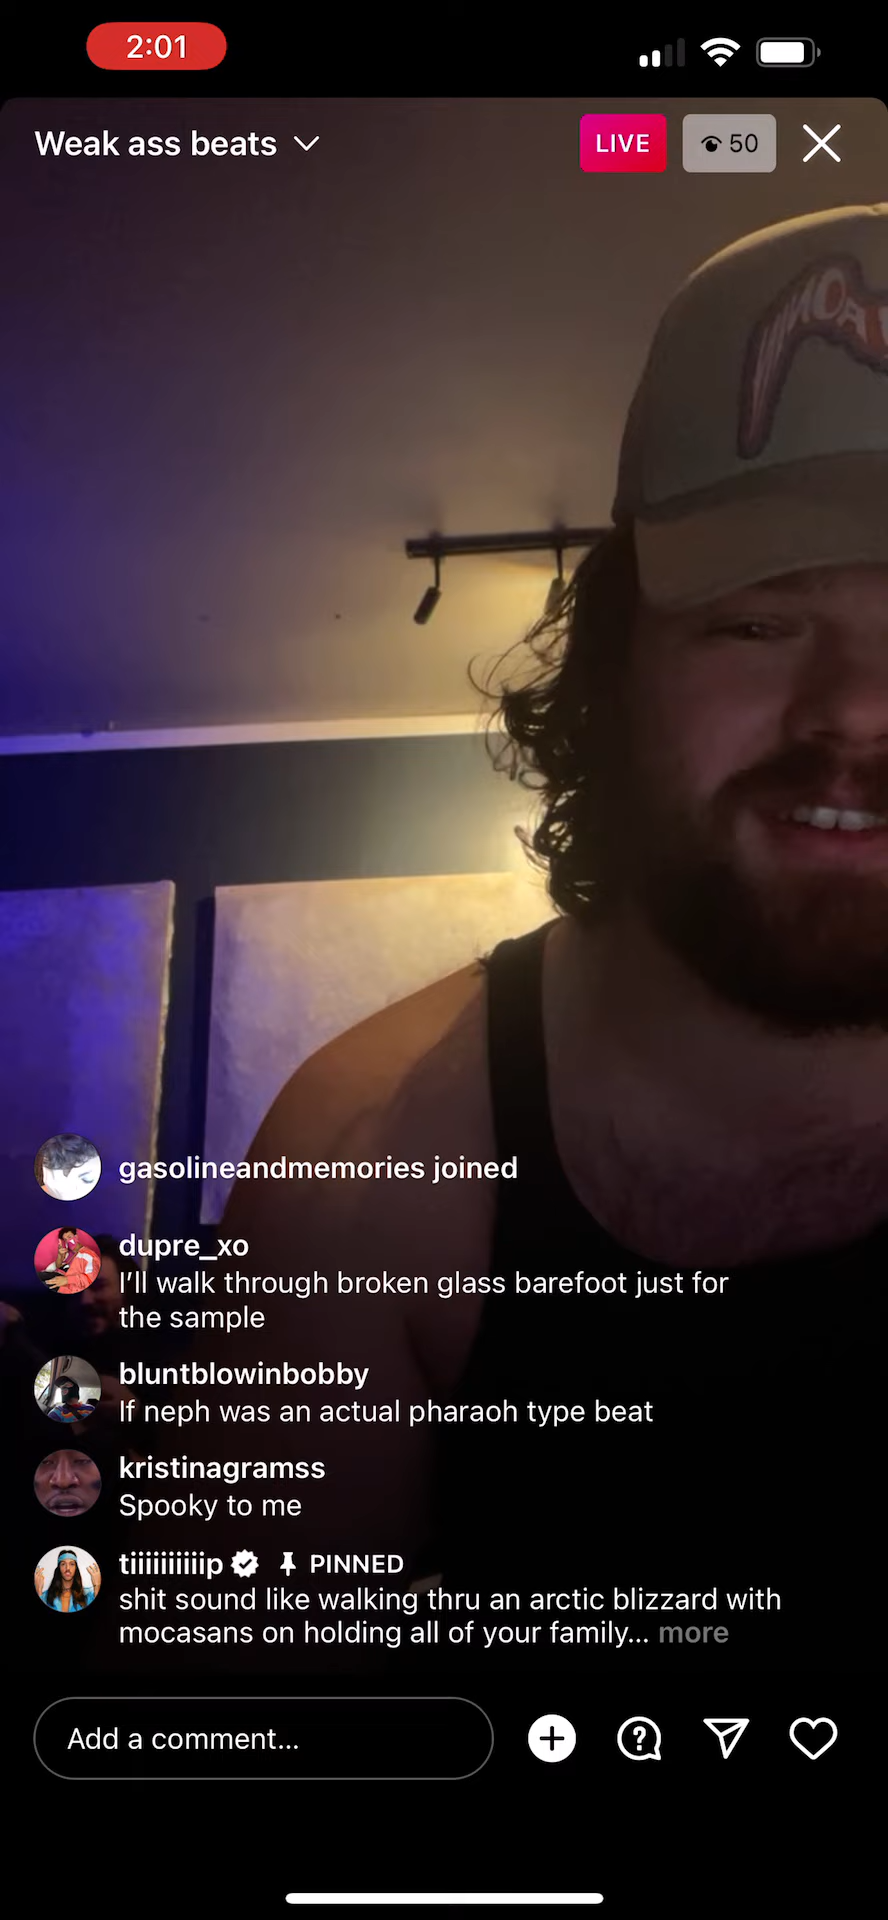 2:01
Weak ass beats
LIVE
50
gasolineandmemories joined
dupre_xo
I’ll walk through broken glass barefoot just for
the sample
bluntblowinbobby
If neph was an actual pharaoh type beat
kristinagramss
Spooky to me
tiiiiiiiiiip PINNED
shit sound like walking thru an arctic blizzard with
mocasans on holding all of your family... more
Add a comment...